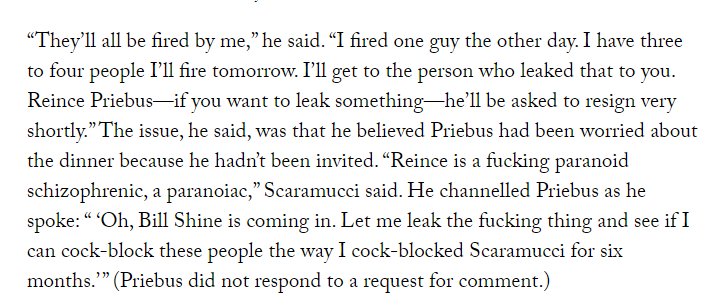 “They’ll all be fired by me,” he said. “I fired one guy the other day. I have three
to four people I’ll fire tomorrow. I’ll get to the person who leaked that to you.
Reince Priebus—if you want to leak something—he’ll be asked to resign very
shortly.” The issue, he said, was that he believed Priebus had been worried about
the dinner because he hadn’t been invited. “Reince is a fucking paranoid
schizophrenic, a paranoiac,” Scaramucci said. He channelled Priebus as he
spoke: “ ‘Oh, Bill Shine is coming in. Let me leak the fucking thing and see if I
can cock-block these people the way I cock-blocked Scaramucci for six
months.’” (Priebus did not respond to a request for comment.)